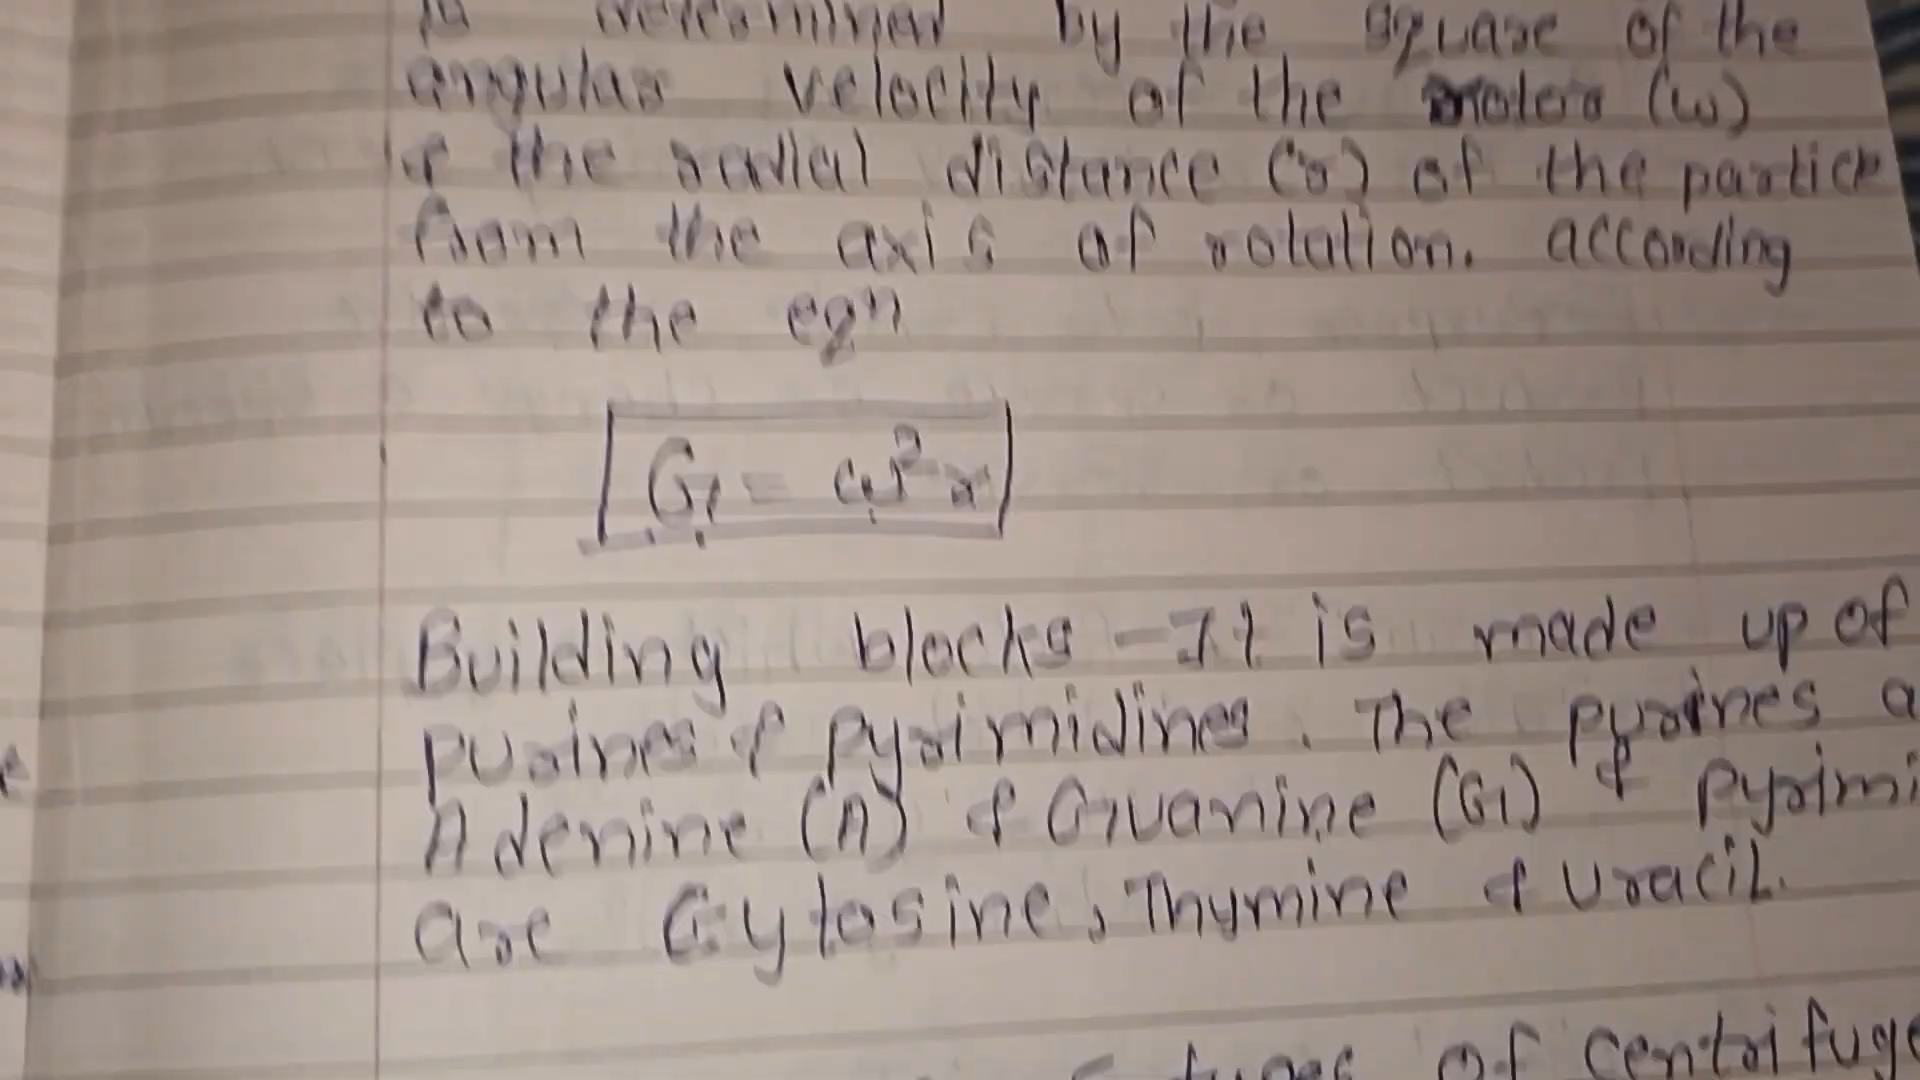 is determined by the square of the
angular velocity of the rotor (ω)
& the radial distance (r) of the particle
from the axis of rotation. according
to the eqn
G = ω²r
Building blocks - It is made up of
purines & pyrimidines. The purines a
Adenine (A) & Guanine (G) & pyrimi
are Cytosine, Thymine & Uracil.
types of centrifuge